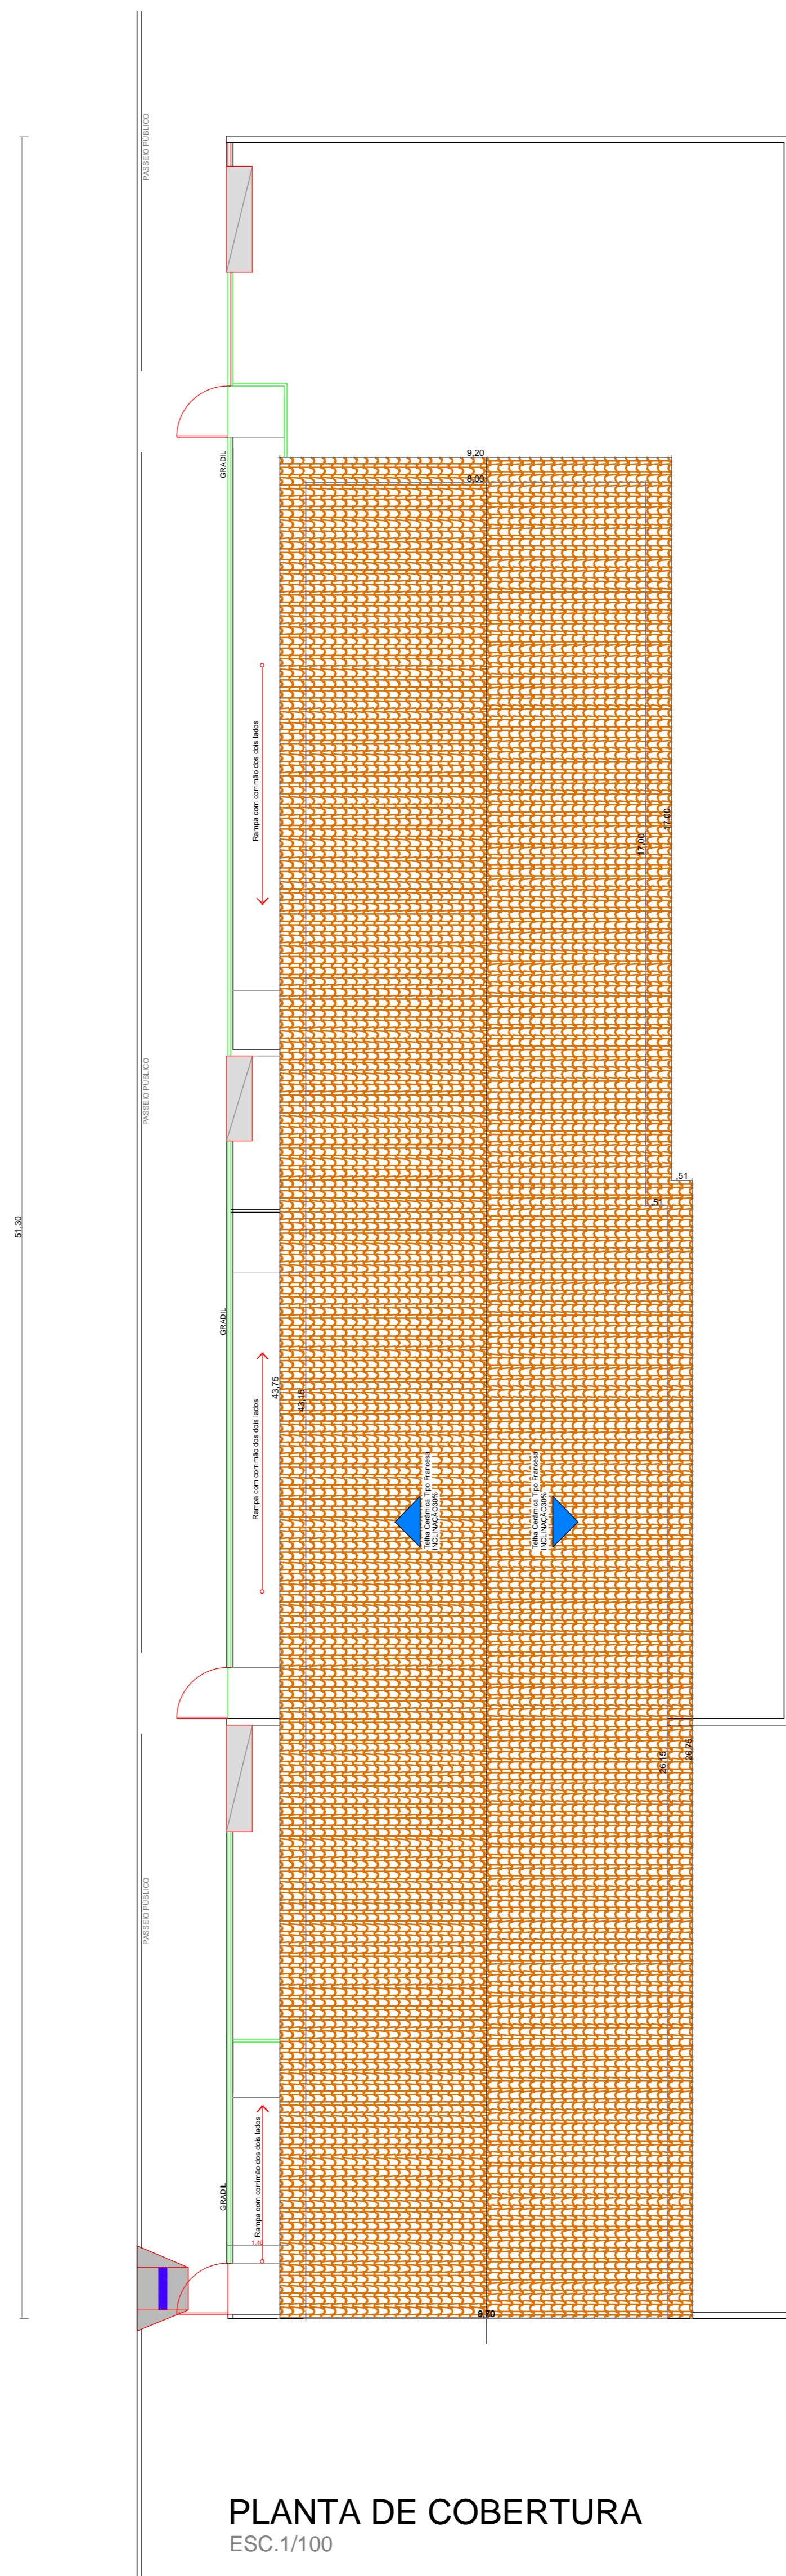 PASSEIO PÚBLICO
GRADIL
9,20
8,00
Rampa com corrimão dos dois lados
17,00
17,00
PASSEIO PÚBLICO
,51
,51
51,30
GRADIL
43,75
43,15
Rampa com corrimão dos dois lados
Telha Cerâmica Tipo Francesa
INCLINAÇÃO30%
Telha Cerâmica Tipo Francesa
INCLINAÇÃO30%
26,15
26,75
PASSEIO PÚBLICO
GRADIL
Rampa com corrimão dos dois lados
PLANTA DE COBERTURA
ESC.1/100